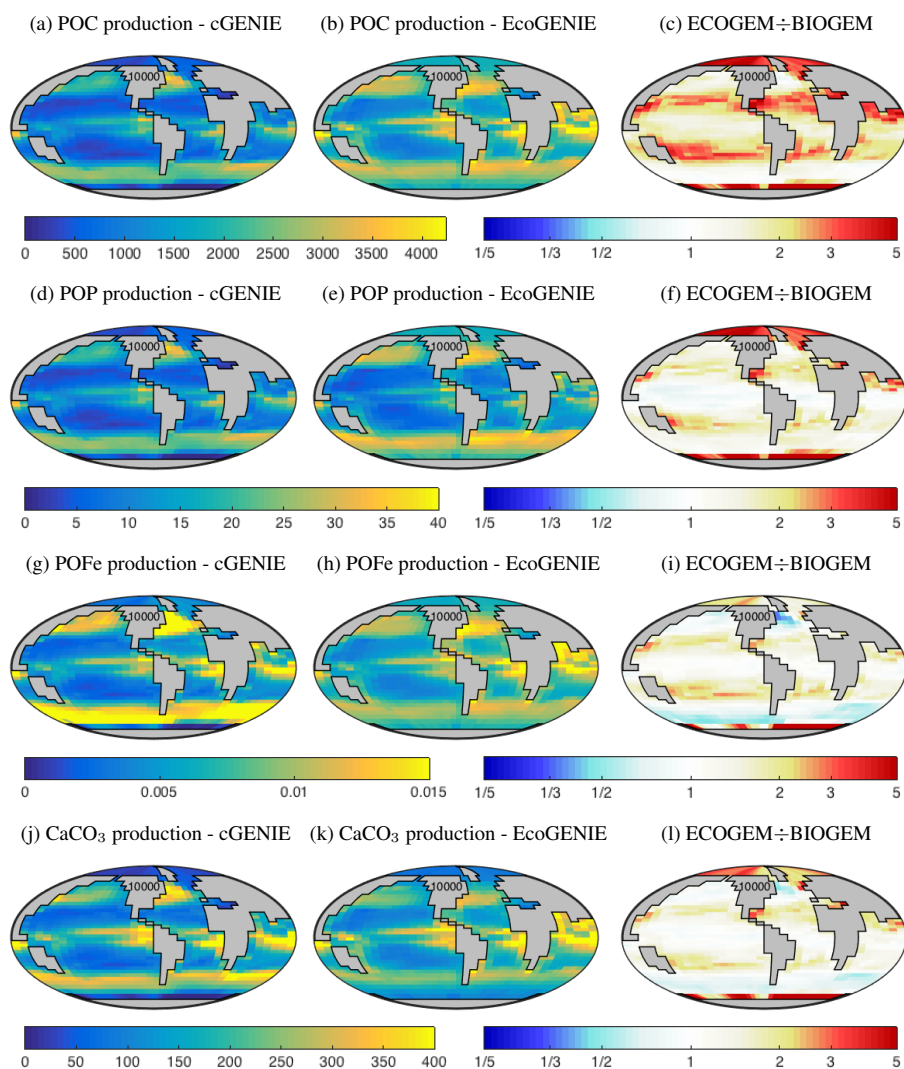 (a) POC production - cGENIE (b) POC production - EcoGENIE (c) ECOGEM÷BIOGEM
10000 10000 10000
0 500 1000 1500 2000 2500 3000 3500 4000 1/5 1/3 1/2 1 2 3 5
(d) POP production - cGENIE (e) POP production - EcoGENIE (f) ECOGEM÷BIOGEM
10000 10000 10000
0 5 10 15 20 25 30 35 40 1/5 1/3 1/2 1 2 3 5
(g) POFe production - cGENIE (h) POFe production - EcoGENIE (i) ECOGEM÷BIOGEM
10000 10000 10000
0 0.005 0.01 0.015 1/5 1/3 1/2 1 2 3 5
(j) CaCO₃ production - cGENIE (k) CaCO₃ production - EcoGENIE (l) ECOGEM÷BIOGEM
10000 10000 10000
0 50 100 150 200 250 300 350 400 1/5 1/3 1/2 1 2 3 5